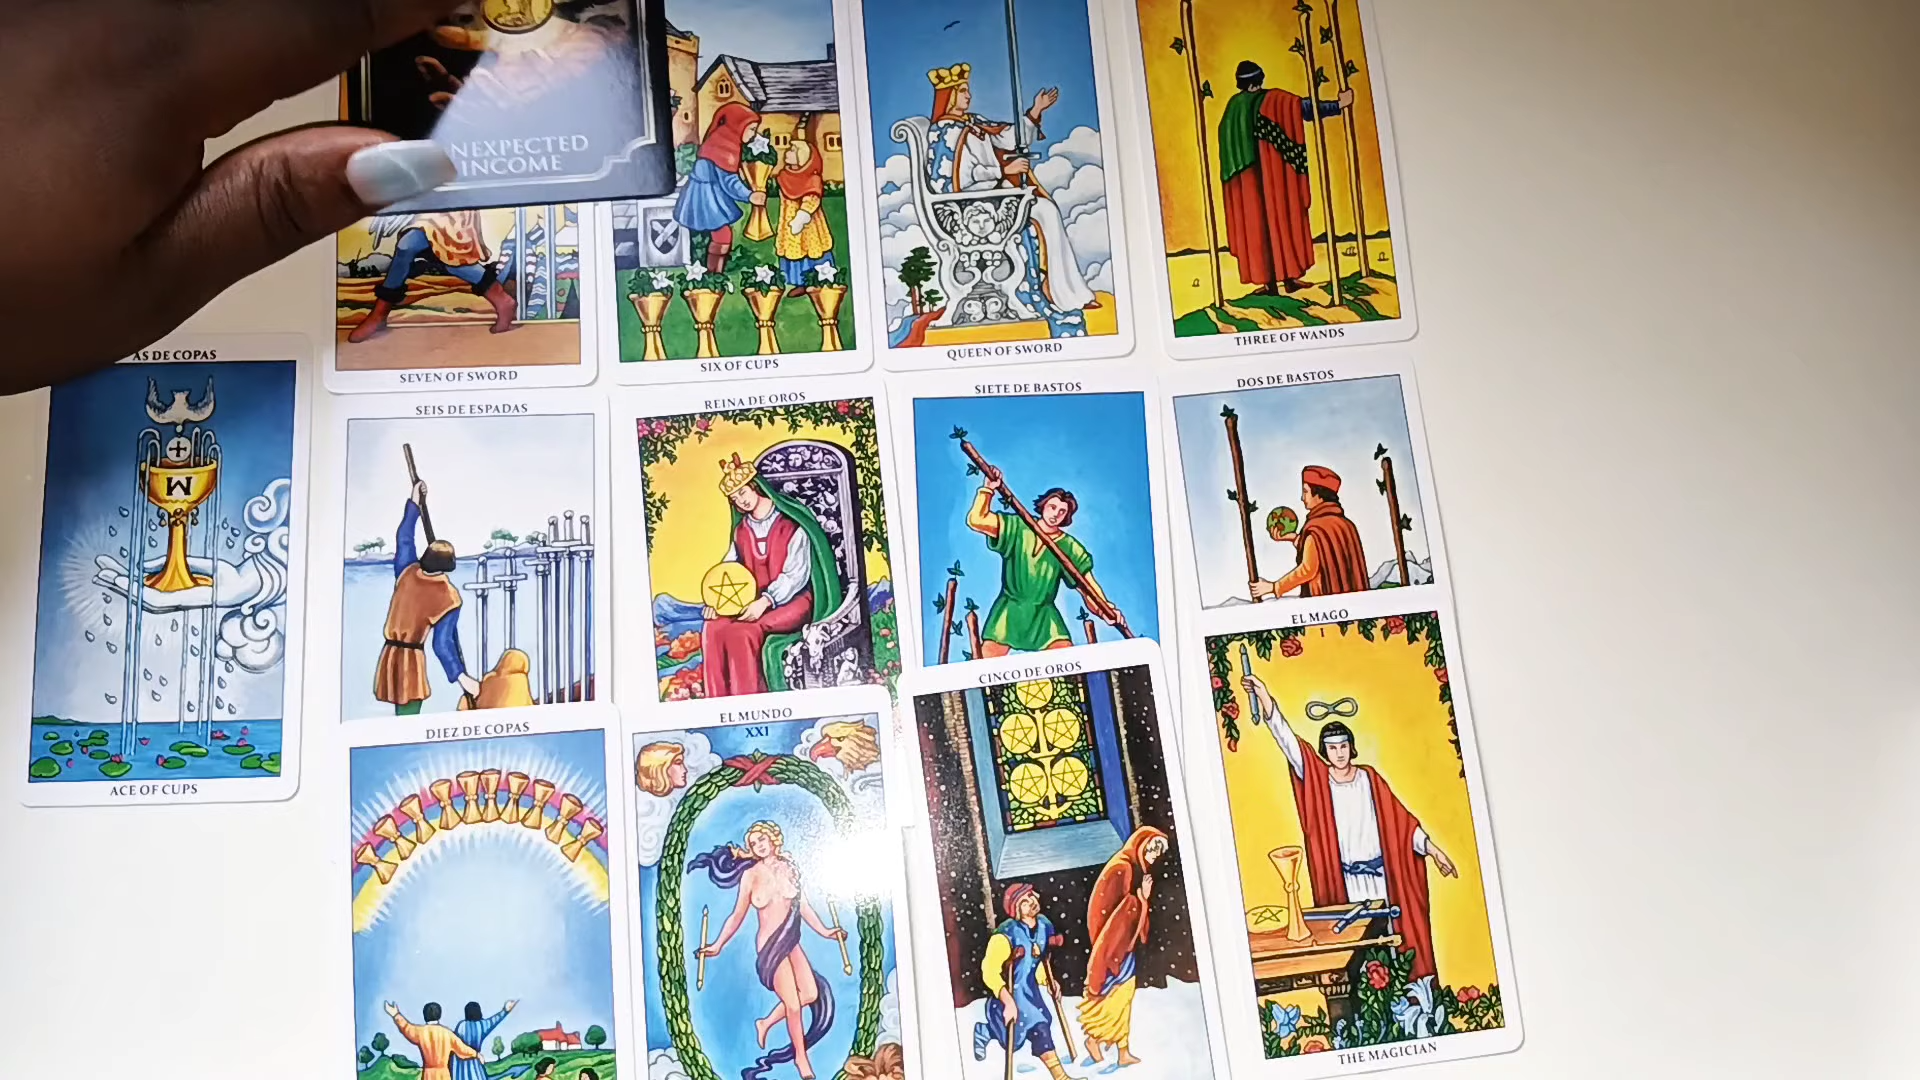 NEXPECTED
INCOME
SEVEN OF SWORD
SIX OF CUPS
QUEEN OF SWORD
THREE OF WANDS
AS DE COPAS
ACE OF CUPS
SEIS DE ESPADAS
REINA DE OROS
SIETE DE BASTOS
DOS DE BASTOS
DIEZ DE COPAS
EL MUNDO
XXI
CINCO DE OROS
EL MAGO
I
THE MAGICIAN